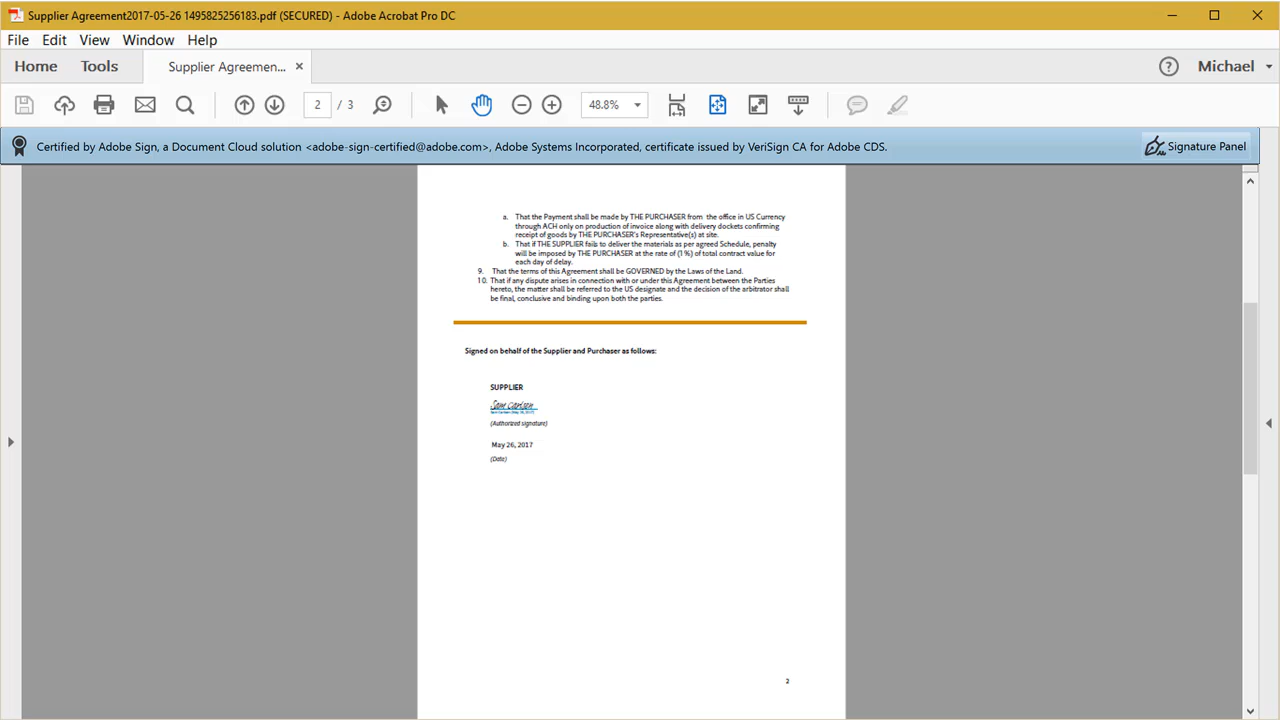 Supplier Agreement2017-05-26 1495825256183.pdf (SECURED) - Adobe Acrobat Pro DC
File Edit View Window Help
Home Tools Supplier Agreemen... Michael
2 / 3 48.8%
Certified by Adobe Sign, a Document Cloud solution <adobe-sign-certified@adobe.com>, Adobe Systems Incorporated, certificate issued by VeriSign CA for Adobe CDS. Signature Panel
a. That the Payment shall be made by THE PURCHASER from the office in US Currency
through ACH only on production of invoice along with delivery dockets confirming
receipt of goods by THE PURCHASER's Representative(s) at site.
b. That if THE SUPPLIER fails to deliver the materials as per agreed Schedule, penalty
will be imposed by THE PURCHASER at the rate of (1%) of total contract value for
each day of delay.
9. That the terms of this Agreement shall be GOVERNED by the Laws of the Land.
10. That if any dispute arises in connection with or under this Agreement between the Parties
hereto, the matter shall be referred to the US designate and the decision of the arbitrator shall
be final, conclusive and binding upon both the parties.
Signed on behalf of the Supplier and Purchaser as follows:
SUPPLIER
Sam Carlsen
(Authorized signature)
May 26, 2017
(Date)
2